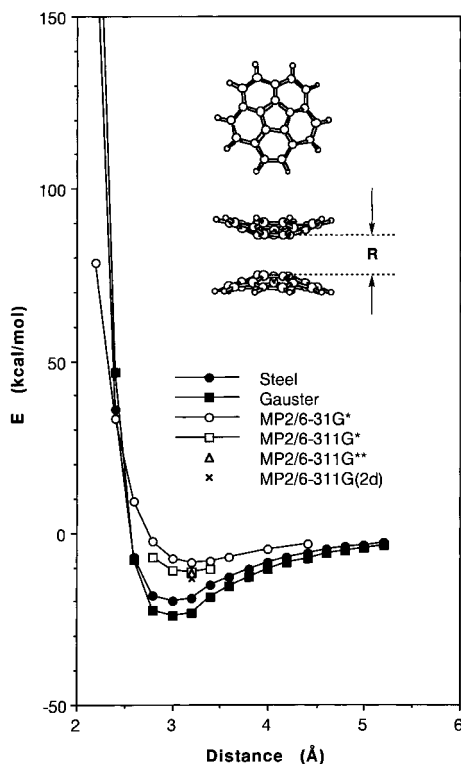 150
100
50
0
-50
E (kcal/mol)
R
Steel
Gauster
MP2/6-31G*
MP2/6-311G*
MP2/6-311G**
MP2/6-311G(2d)
2 3 4 5 6
Distance (Å)